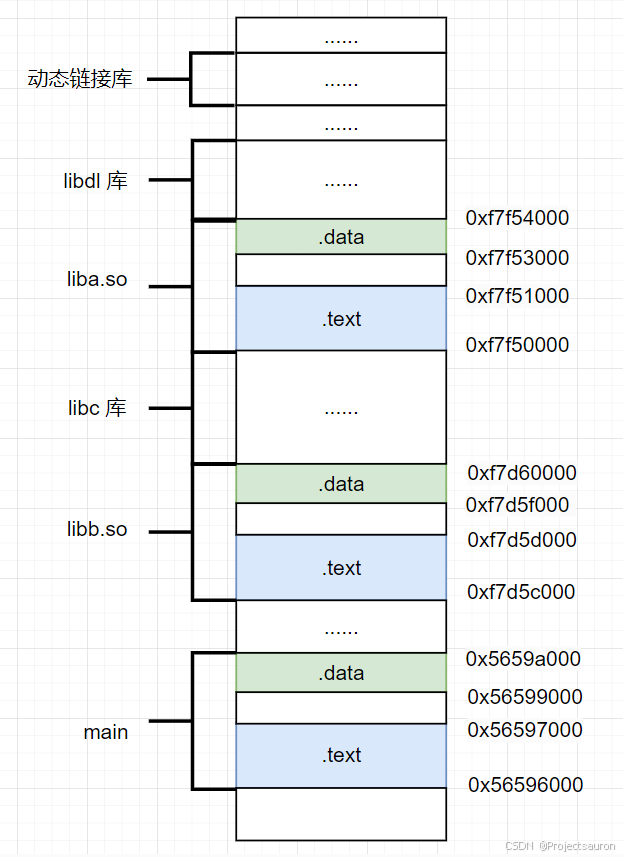 ......
动态链接库
......
......
libdl 库
......
0xf7f54000
.data
0xf7f53000
liba.so
0xf7f51000
.text
0xf7f50000
libc 库
......
0xf7d60000
.data
0xf7d5f000
libb.so
0xf7d5d000
.text
0xf7d5c000
......
0x5659a000
.data
0x56599000
main
0x56597000
.text
0x56596000
CSDN @Projectsauron